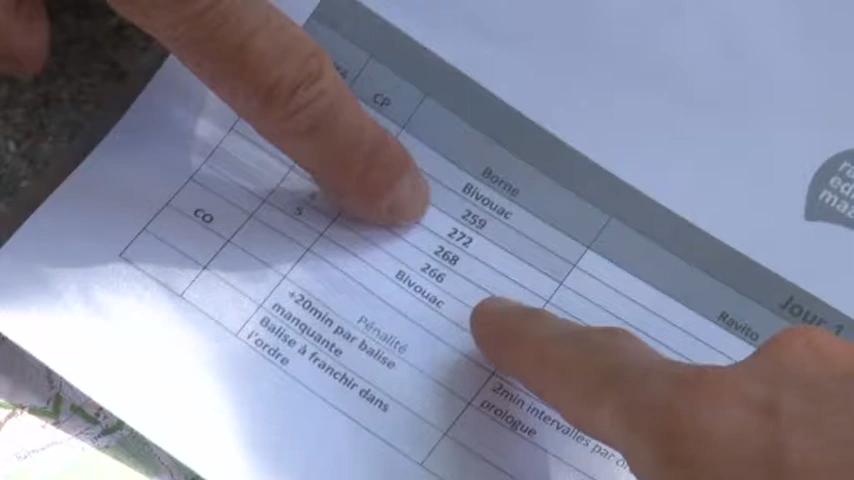 Jour 1
CP
Borne
Ravito
Bivouac
259
272
268
266
5
Bivouac
CO
Pénalité
+20min par balise
manquante
Balise à franchir dans
l'ordre
2min intervalles par
prologue